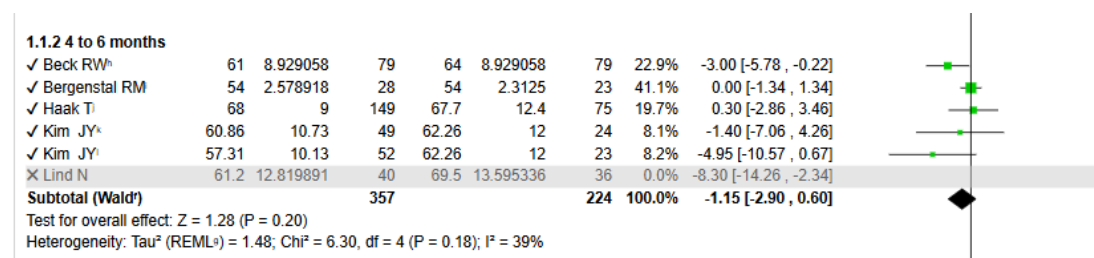 1.1.2 4 to 6 months
✓ Beck RWʰ 61 8.929058 79 64 8.929058 79 22.9% -3.00 [-5.78 , -0.22]
✓ Bergenstal RMⁱ 54 2.578918 28 54 2.3125 23 41.1% 0.00 [-1.34 , 1.34]
✓ Haak Tʲ 68 9 149 67.7 12.4 75 19.7% 0.30 [-2.86 , 3.46]
✓ Kim JYᵏ 60.86 10.73 49 62.26 12 24 8.1% -1.40 [-7.06 , 4.26]
✓ Kim JYˡ 57.31 10.13 52 62.26 12 23 8.2% -4.95 [-10.57 , 0.67]
✕ Lind N 61.2 12.819891 40 69.5 13.595336 36 0.0% -8.30 [-14.26 , -2.34]
Subtotal (Waldᶠ) 357 224 100.0% -1.15 [-2.90 , 0.60]
Test for overall effect: Z = 1.28 (P = 0.20)
Heterogeneity: Tau² (REMLᵍ) = 1.48; Chi² = 6.30, df = 4 (P = 0.18); I² = 39%